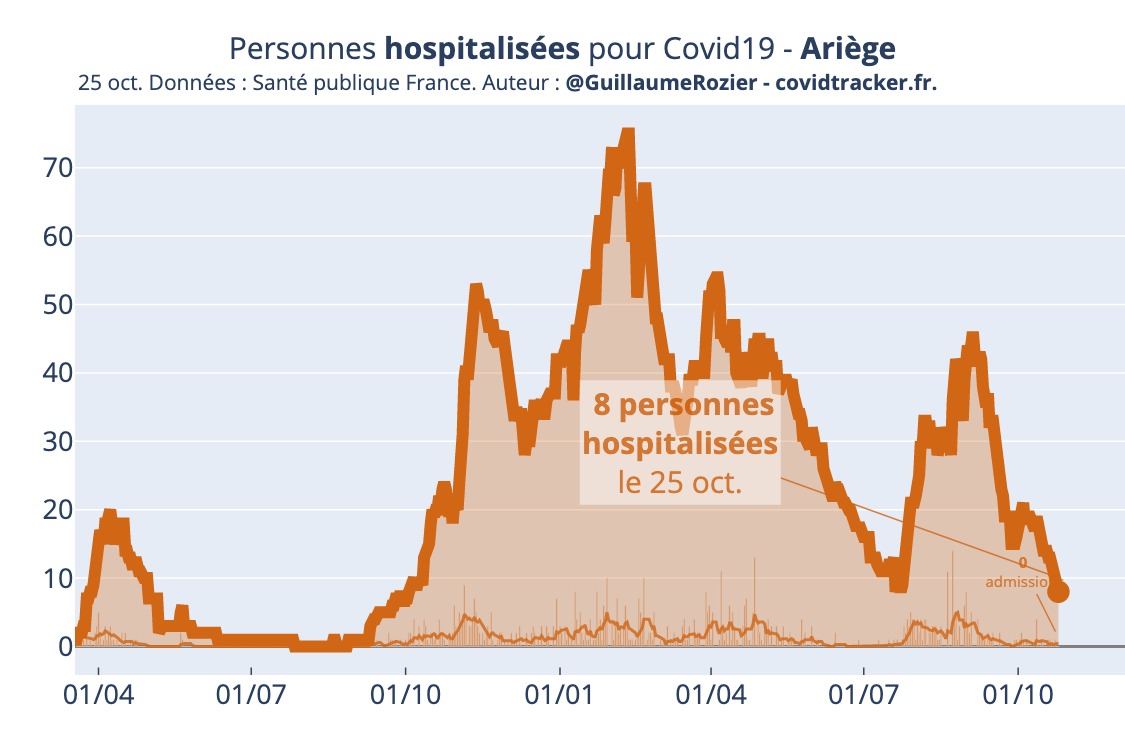 Personnes hospitalisées pour Covid19 - Ariège
25 oct. Données : Santé publique France. Auteur : @GuillaumeRozier - covidtracker.fr.
70
60
50
40
30
20
10
0
8 personnes
hospitalisées
le 25 oct.
0
admissio
01/04
01/07
01/10
01/01
01/04
01/07
01/10